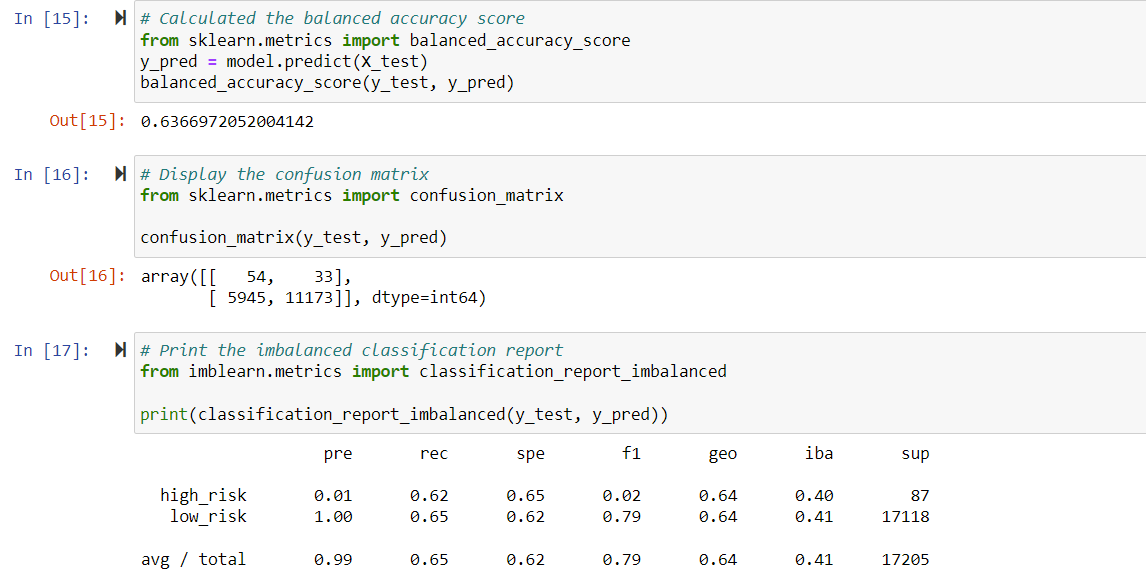 In [15]: # Calculated the balanced accuracy score
from sklearn.metrics import balanced_accuracy_score
y_pred = model.predict(X_test)
balanced_accuracy_score(y_test, y_pred)
Out[15]: 0.6366972052004142
In [16]: # Display the confusion matrix
from sklearn.metrics import confusion_matrix
confusion_matrix(y_test, y_pred)
Out[16]: array([[   54,    33],
       [ 5945, 11173]], dtype=int64)
In [17]: # Print the imbalanced classification report
from imblearn.metrics import classification_report_imbalanced
print(classification_report_imbalanced(y_test, y_pred))
pre rec spe f1 geo iba sup
high_risk 0.01 0.62 0.65 0.02 0.64 0.40 87
low_risk 1.00 0.65 0.62 0.79 0.64 0.41 17118
avg / total 0.99 0.65 0.62 0.79 0.64 0.41 17205